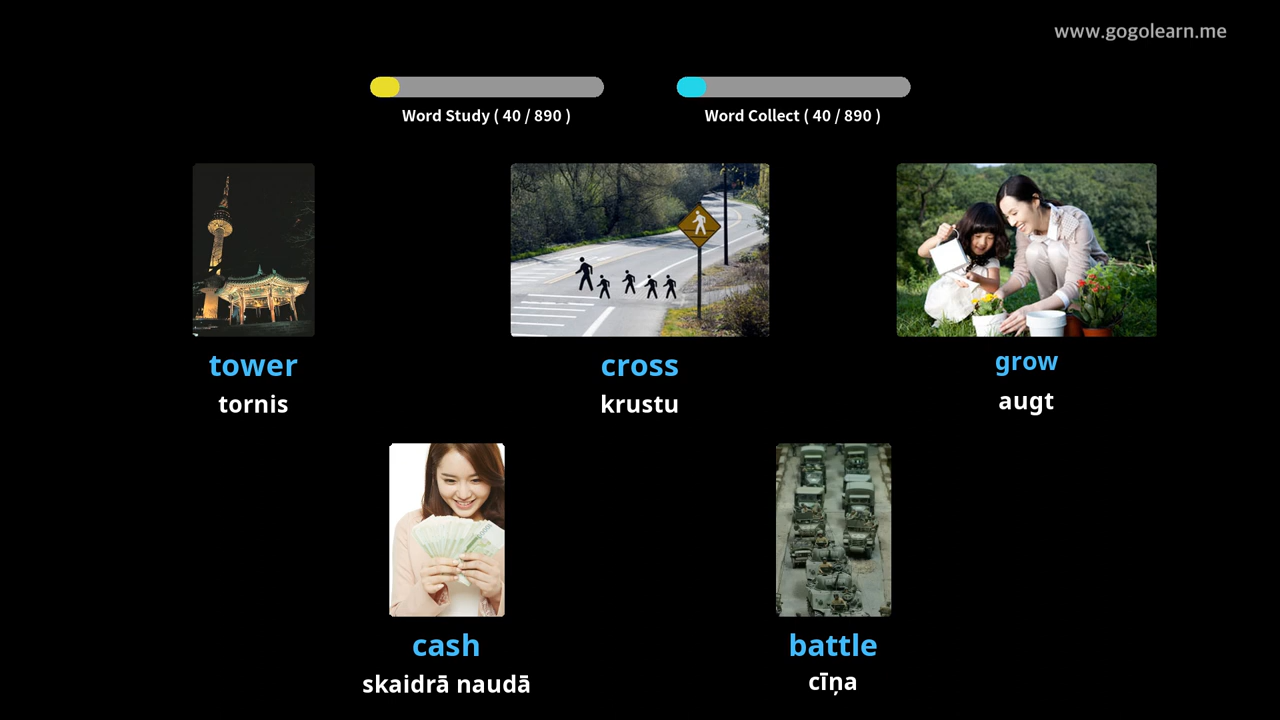 www.gogolearn.me
Word Study ( 40 / 890 )
Word Collect ( 40 / 890 )
tower
tornis
cross
krustu
grow
augt
cash
skaidrā naudā
battle
cīņa